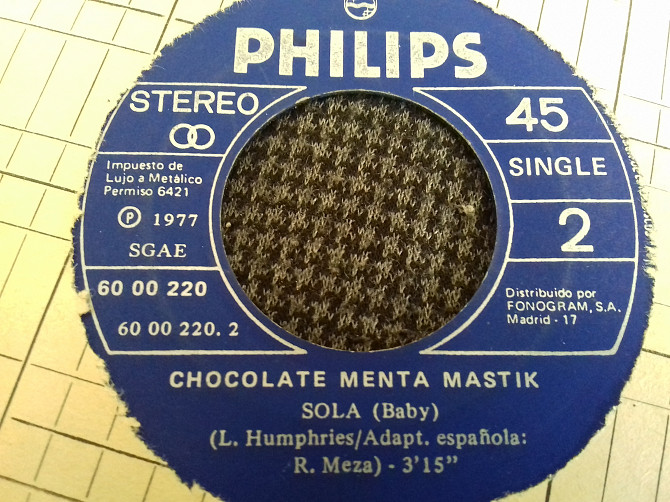 PHILIPS
STEREO
Impuesto de
Lujo a Metálico
Permiso 6421
Ⓟ 1977
SGAE
60 00 220
60 00 220. 2
45
SINGLE
2
Distribuido por
FONOGRAM, S.A.
Madrid - 17
CHOCOLATE MENTA MASTIK
SOLA (Baby)
(L. Humphries/Adapt. española:
R. Meza) - 3'15"